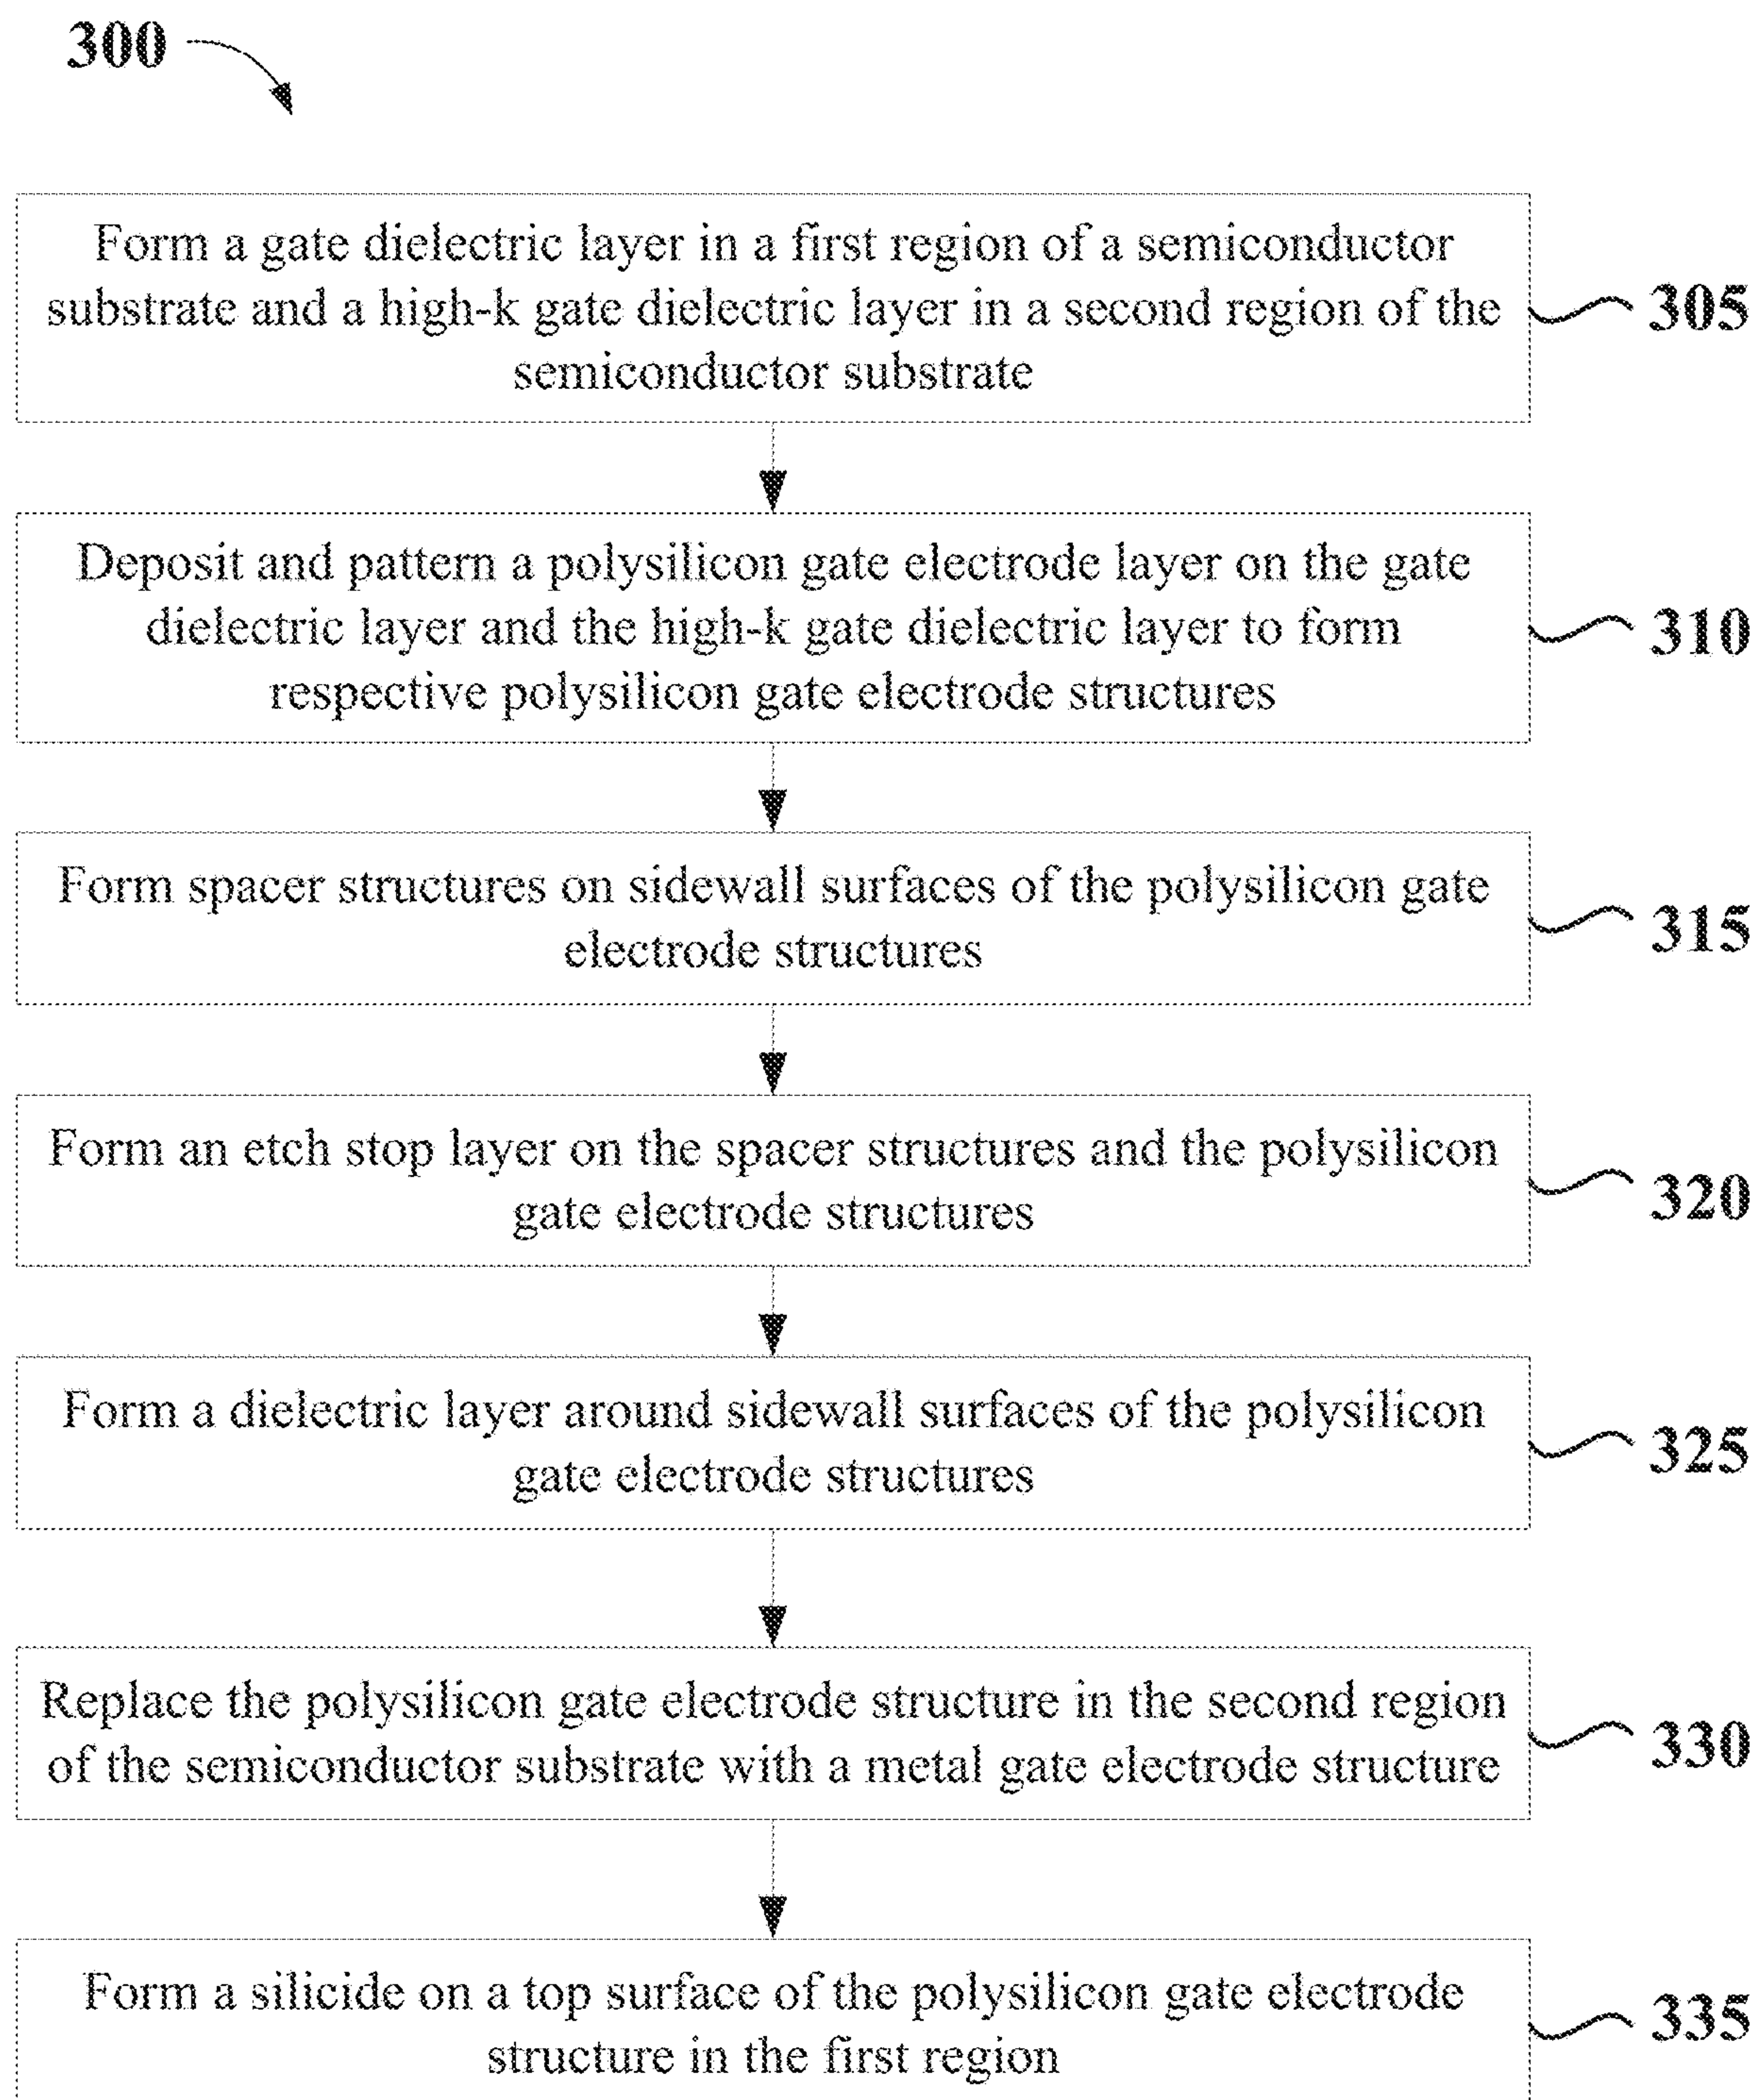 300
Form a gate dielectric layer in a first region of a semiconductor
substrate and a high-k gate dielectric layer in a second region of the
semiconductor substrate
305
Deposit and pattern a polysilicon gate electrode layer on the gate
dielectric layer and the high-k gate dielectric layer to form
respective polysilicon gate electrode structures
310
Form spacer structures on sidewall surfaces of the polysilicon gate
electrode structures
315
Form an etch stop layer on the spacer structures and the polysilicon
gate electrode structures
320
Form a dielectric layer around sidewall surfaces of the polysilicon
gate electrode structures
325
Replace the polysilicon gate electrode structure in the second region
of the semiconductor substrate with a metal gate electrode structure
330
Form a silicide on a top surface of the polysilicon gate electrode
structure in the first region
335